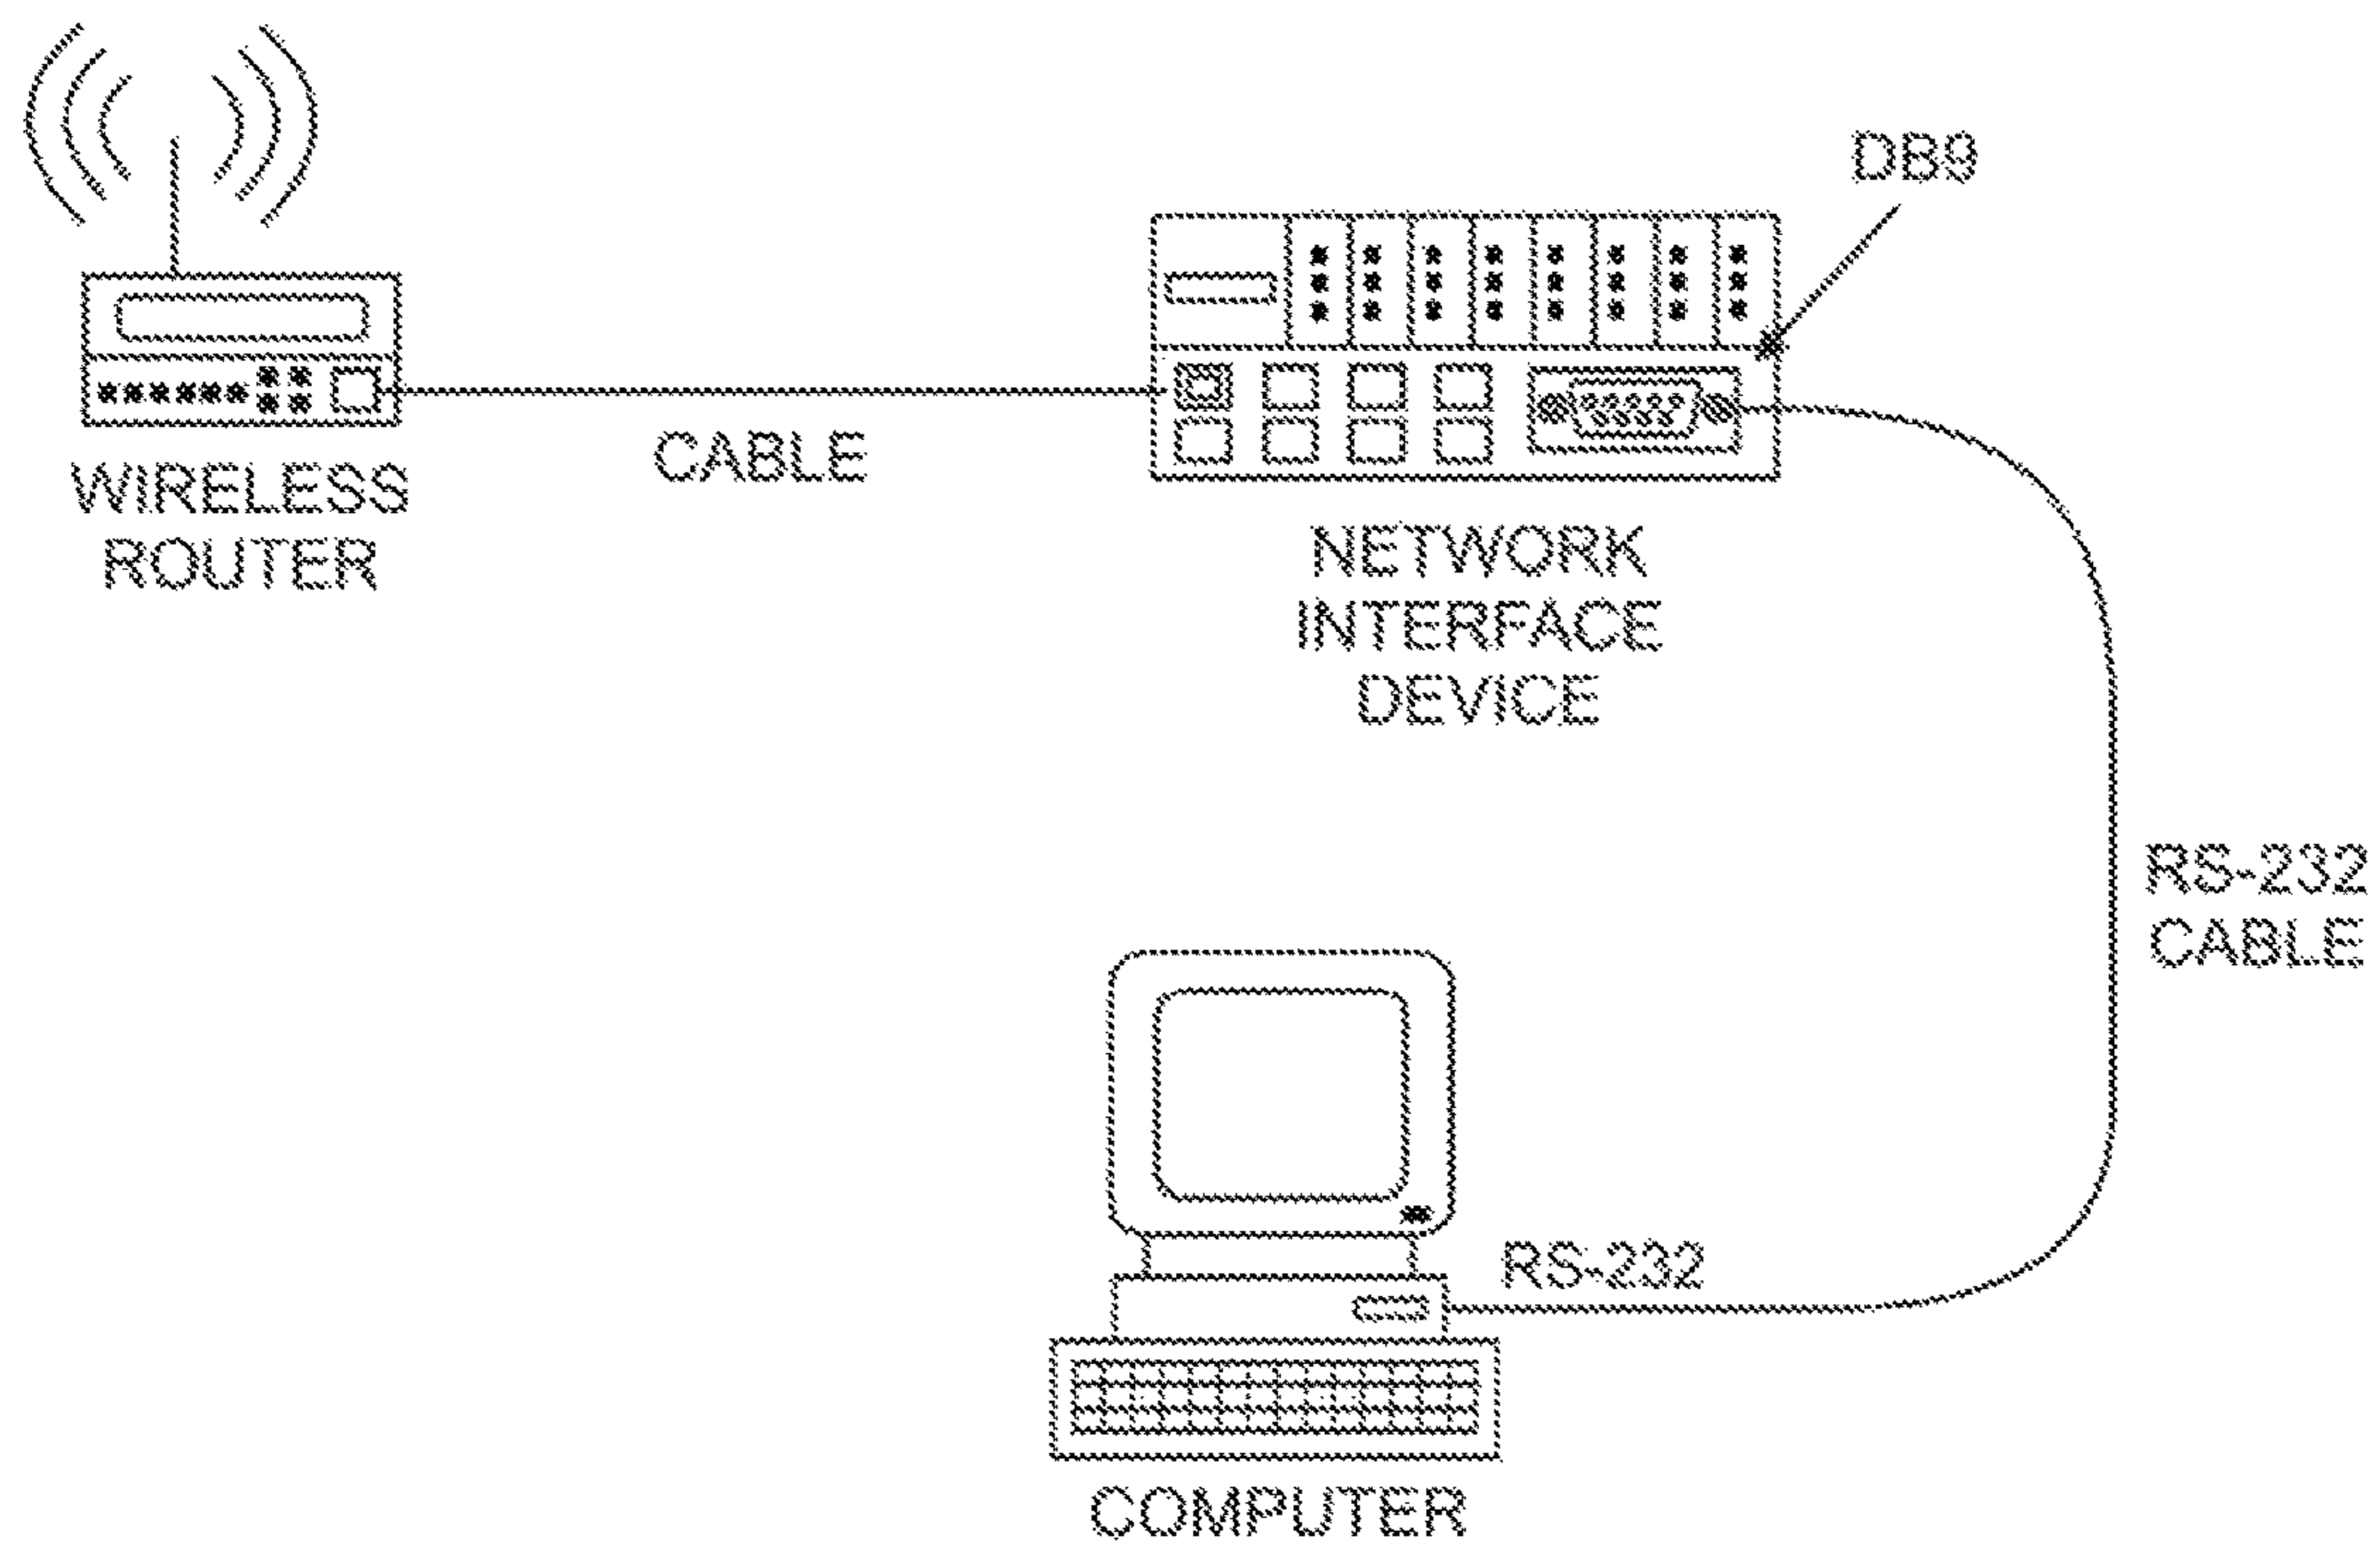 DB9
CABLE
WIRELESS
ROUTER
NETWORK
INTERFACE
DEVICE
RS-232
CABLE
RS-232
COMPUTER